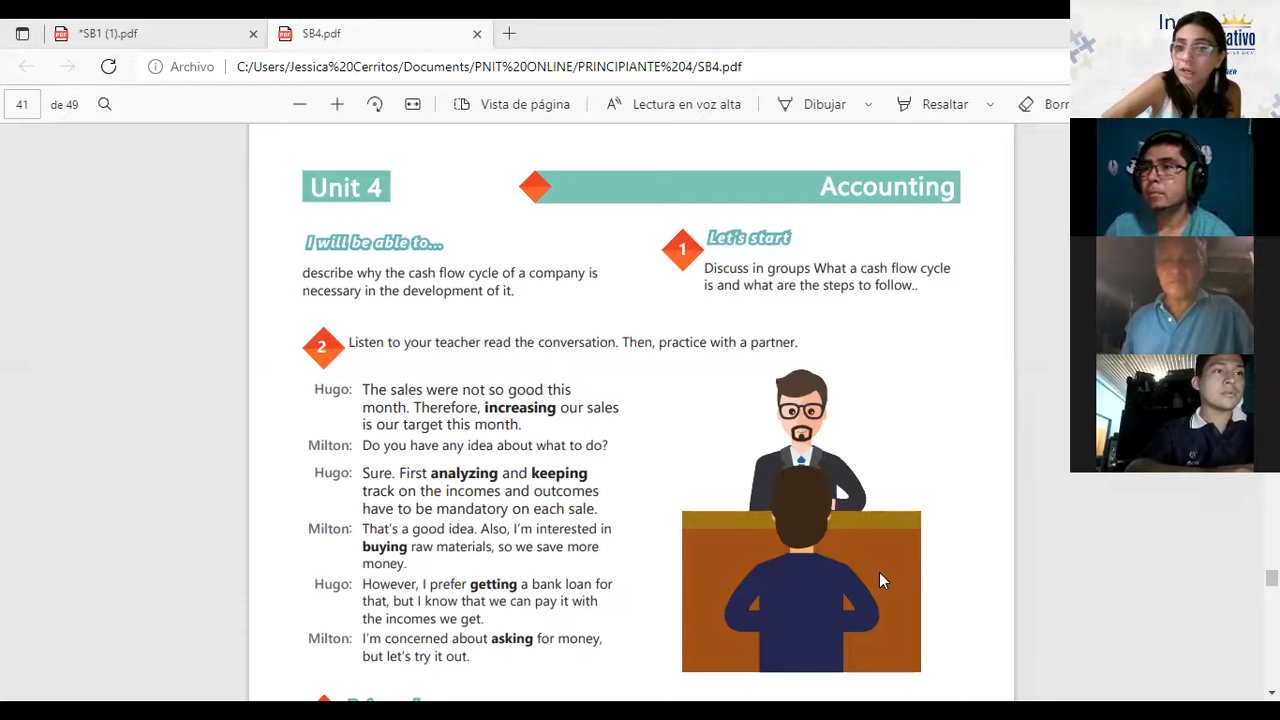 *SB1 (1).pdf
SB4.pdf
Archivo
C:/Users/Jessica%20Cerritos/Documents/PNIT%20ONLINE/PRINCIPIANTE%204/SB4.pdf
41
de 49
Vista de página
Lectura en voz alta
Dibujar
Resaltar
Unit 4
Accounting
I will be able to...
describe why the cash flow cycle of a company is
necessary in the development of it.
1
Let's start
Discuss in groups What a cash flow cycle
is and what are the steps to follow..
2
Listen to your teacher read the conversation. Then, practice with a partner.
Hugo: The sales were not so good this
month. Therefore, increasing our sales
is our target this month.
Milton: Do you have any idea about what to do?
Hugo: Sure. First analyzing and keeping
track on the incomes and outcomes
have to be mandatory on each sale.
Milton: That's a good idea. Also, I'm interested in
buying raw materials, so we save more
money.
Hugo: However, I prefer getting a bank loan for
that, but I know that we can pay it with
the incomes we get.
Milton: I'm concerned about asking for money,
but let's try it out.